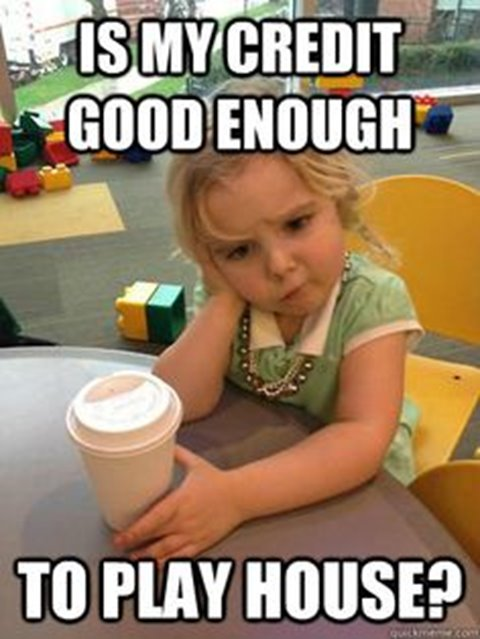 IS MY CREDIT
GOOD ENOUGH
TO PLAY HOUSE?
quickmeme.com